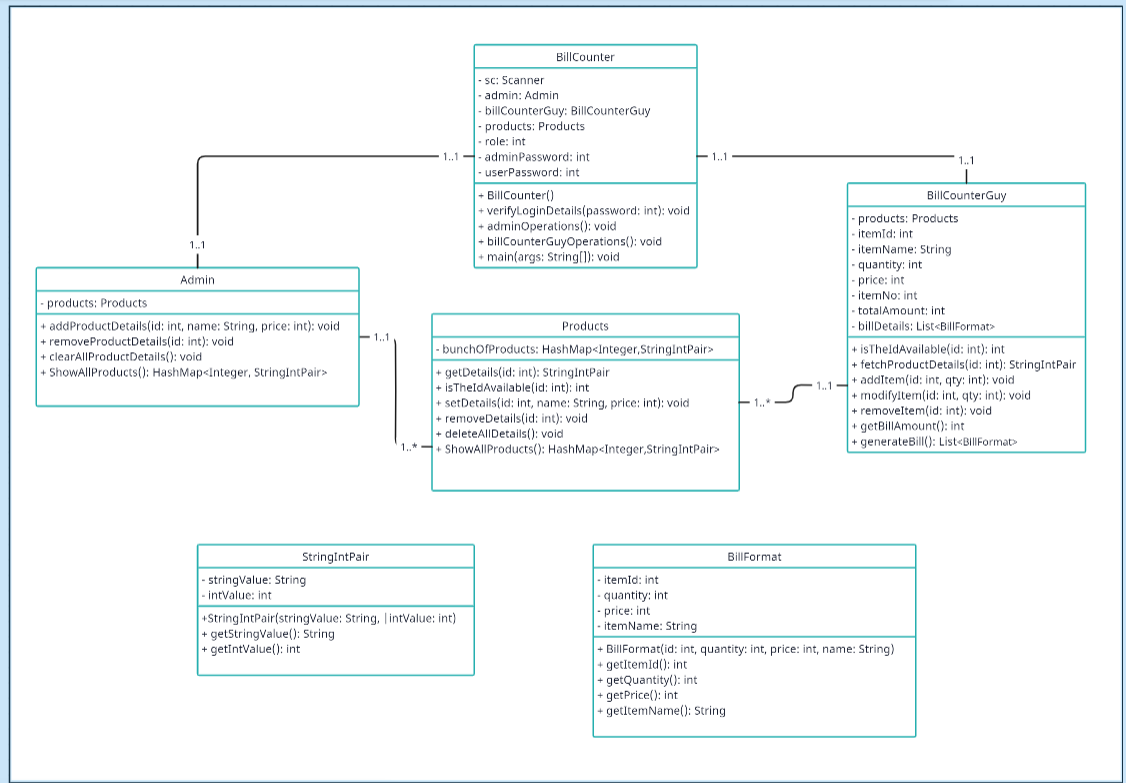 BillCounter
- sc: Scanner
- admin: Admin
- billCounterGuy: BillCounterGuy
- products: Products
- role: int
- adminPassword: int
- userPassword: int
+ BillCounter()
+ verifyLoginDetails(password: int): void
+ adminOperations(): void
+ billCounterGuyOperations(): void
+ main(args: String[]): void
1..1
1..1
1..1
1..1
BillCounterGuy
- products: Products
- itemId: int
- itemName: String
- quantity: int
- price: int
- itemNo: int
- totalAmount: int
- billDetails: List<BillFormat>
+ isTheIdAvailable(id: int): int
+ fetchProductDetails(id: int): StringIntPair
+ addItem(id: int, qty: int): void
+ modifyItem(id: int, qty: int): void
+ removeItem(id: int): void
+ getBillAmount(): int
+ generateBill(): List<BillFormat>
Admin
- products: Products
+ addProductDetails(id: int, name: String, price: int): void
+ removeProductDetails(id: int): void
+ clearAllProductDetails(): void
+ ShowAllProducts(): HashMap<Integer, StringIntPair>
1..1
1..*
Products
- bunchOfProducts: HashMap<Integer,StringIntPair>
+ getDetails(id: int): StringIntPair
+ isTheIdAvailable(id: int): int
+ setDetails(id: int, name: String, price: int): void
+ removeDetails(id: int): void
+ deleteAllDetails(): void
+ ShowAllProducts(): HashMap<Integer,StringIntPair>
1..*
1..1
StringIntPair
- stringValue: String
- intValue: int
+StringIntPair(stringValue: String, |intValue: int)
+ getStringValue(): String
+ getIntValue(): int
BillFormat
- itemId: int
- quantity: int
- price: int
- itemName: String
+ BillFormat(id: int, quantity: int, price: int, name: String)
+ getItemId(): int
+ getQuantity(): int
+ getPrice(): int
+ getItemName(): String